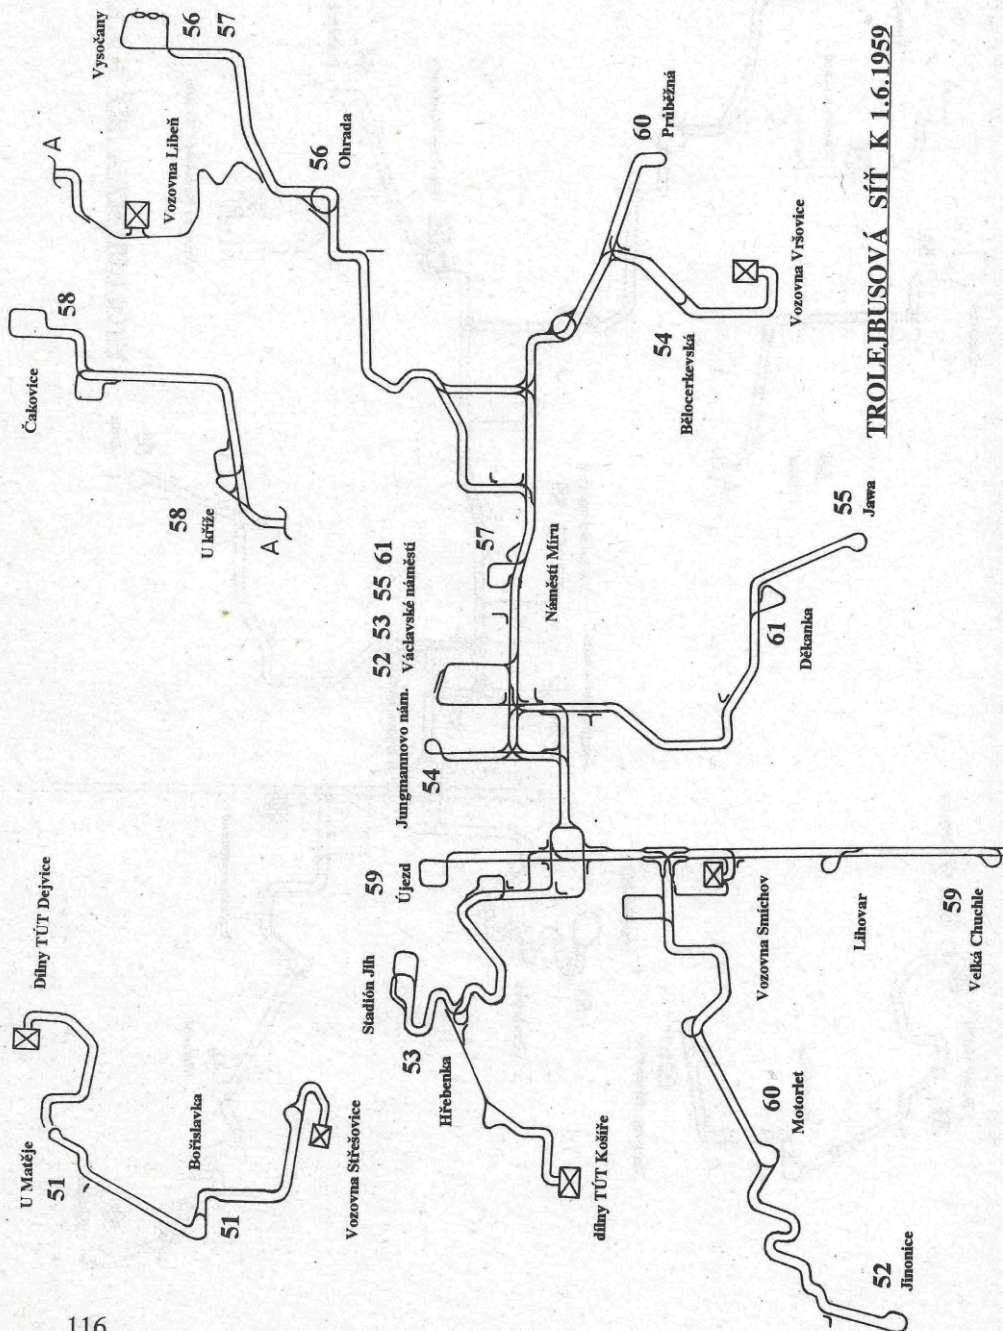 Dílny TÚT Dejvice
U Matěje
51
Bořislavka
51
Vozovna Střešovice
Čakovice
58
58
U kříže
A
A
Vozovna Libeň
Vysočany
56
57
56
Ohrada
60
Průběžná
54
Bělocerkevská
Vozovna Vršovice
52 53 55 61
Václavské náměstí
57
Náměstí Míru
Jungmannovo nám.
54
59
Újezd
Stadión Jih
53
Hřebenka
dílny TÚT Košíře
61
Děkanka
55
Jawa
Vozovna Smíchov
Lihovar
59
Velká Chuchle
60
Motorlet
52
Jinonice
TROLEJBUSOVÁ SÍŤ K 1.6.1959
116